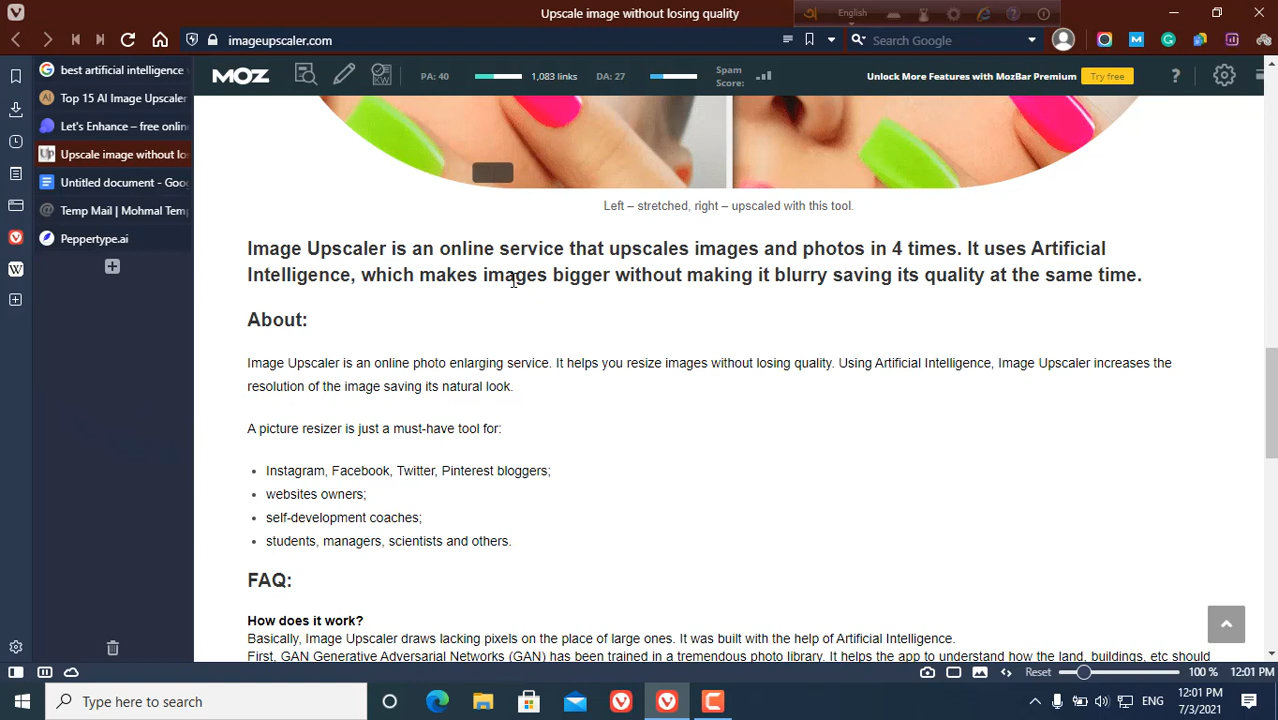 Upscale image without losing quality
English
imageupscaler.com
Search Google
best artificial intelligence
Top 15 AI Image Upscaler
Let's Enhance – free onlin
Upscale image without lo
Untitled document - Goo
Temp Mail | Mohmal Temp
Peppertype.ai
MOZ
KW
PA: 40
1,083 links
DA: 27
Spam
Score:
Unlock More Features with MozBar Premium
Try free
?
Left – stretched, right – upscaled with this tool.
Image Upscaler is an online service that upscales images and photos in 4 times. It uses Artificial
Intelligence, which makes images bigger without making it blurry saving its quality at the same time.
About:
Image Upscaler is an online photo enlarging service. It helps you resize images without losing quality. Using Artificial Intelligence, Image Upscaler increases the
resolution of the image saving its natural look.
A picture resizer is just a must-have tool for:
• Instagram, Facebook, Twitter, Pinterest bloggers;
• websites owners;
• self-development coaches;
• students, managers, scientists and others.
FAQ:
How does it work?
Basically, Image Upscaler draws lacking pixels on the place of large ones. It was built with the help of Artificial Intelligence.
First, GAN Generative Adversarial Networks (GAN) has been trained in a tremendous photo library. It helps the app to understand how the land, buildings, etc should
Reset
100 %
12:01 PM
Type here to search
ENG
12:01 PM
7/3/2021